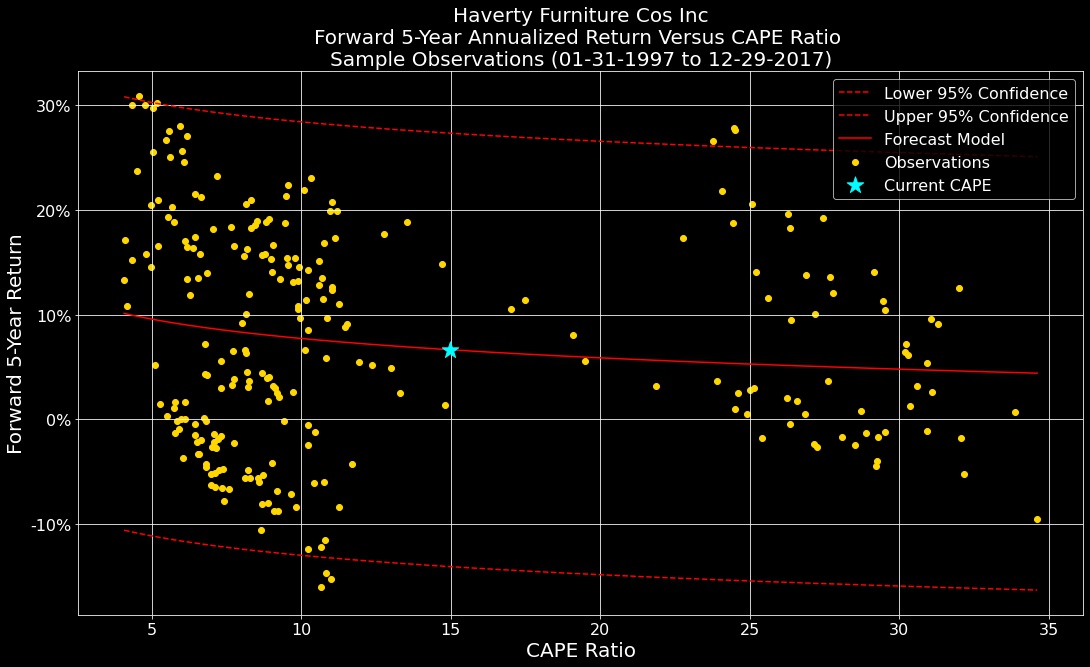 Haverty Furniture Cos Inc
Forward 5-Year Annualized Return Versus CAPE Ratio
Sample Observations (01-31-1997 to 12-29-2017)
Lower 95% Confidence
Upper 95% Confidence
Forecast Model
Observations
Current CAPE
Forward 5-Year Return
30%
20%
10%
0%
-10%
5 10 15 20 25 30 35
CAPE Ratio